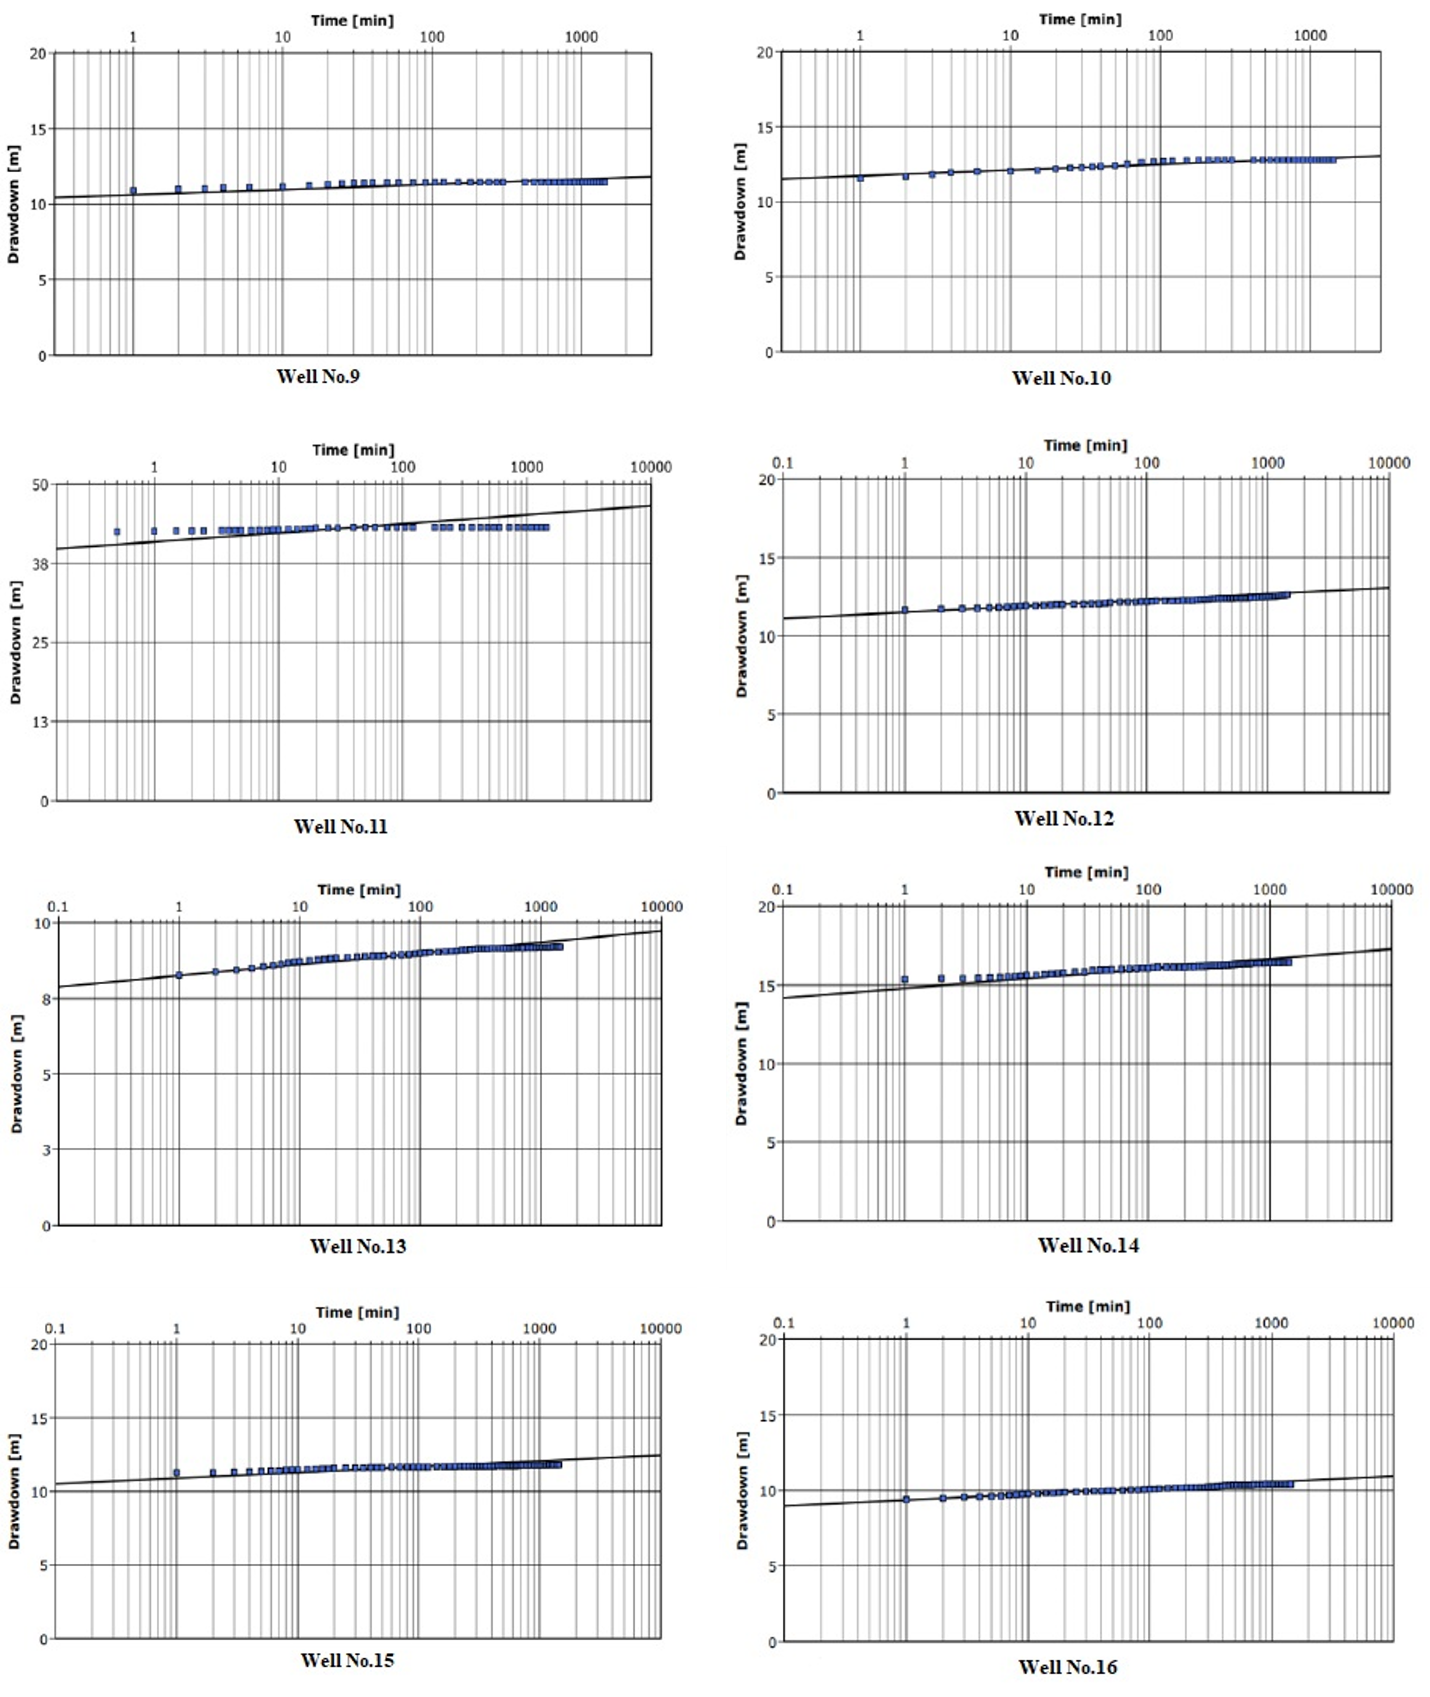 Time [min]
1 10 100 1000
20
15
10
5
0
Drawdown [m]
Well No.9
Time [min]
1 10 100 1000
20
15
10
5
0
Drawdown [m]
Well No.10
Time [min]
1 10 100 1000 10000
50
38
25
13
0
Drawdown [m]
Well No.11
Time [min]
0.1 1 10 100 1000 10000
20
15
10
5
0
Drawdown [m]
Well No.12
Time [min]
0.1 1 10 100 1000 10000
10
8
5
3
0
Drawdown [m]
Well No.13
Time [min]
0.1 1 10 100 1000 10000
20
15
10
5
0
Drawdown [m]
Well No.14
Time [min]
0.1 1 10 100 1000 10000
20
15
10
5
0
Drawdown [m]
Well No.15
Time [min]
0.1 1 10 100 1000 10000
20
15
10
5
0
Drawdown [m]
Well No.16